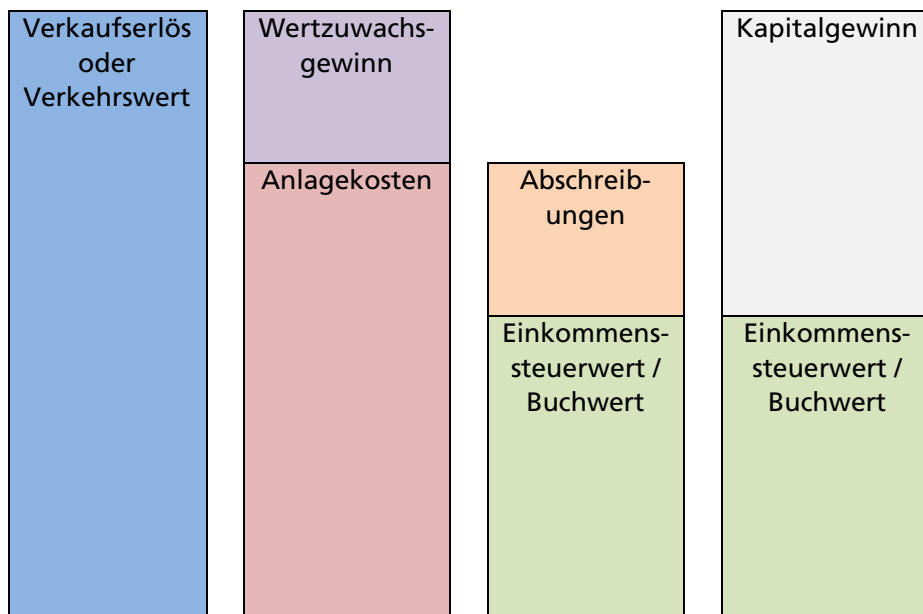 Verkaufserlös
oder
Verkehrswert
Wertzuwachs-
gewinn
Anlagekosten
Abschreib-
ungen
Einkommens-
steuerwert /
Buchwert
Kapitalgewinn
Einkommens-
steuerwert /
Buchwert